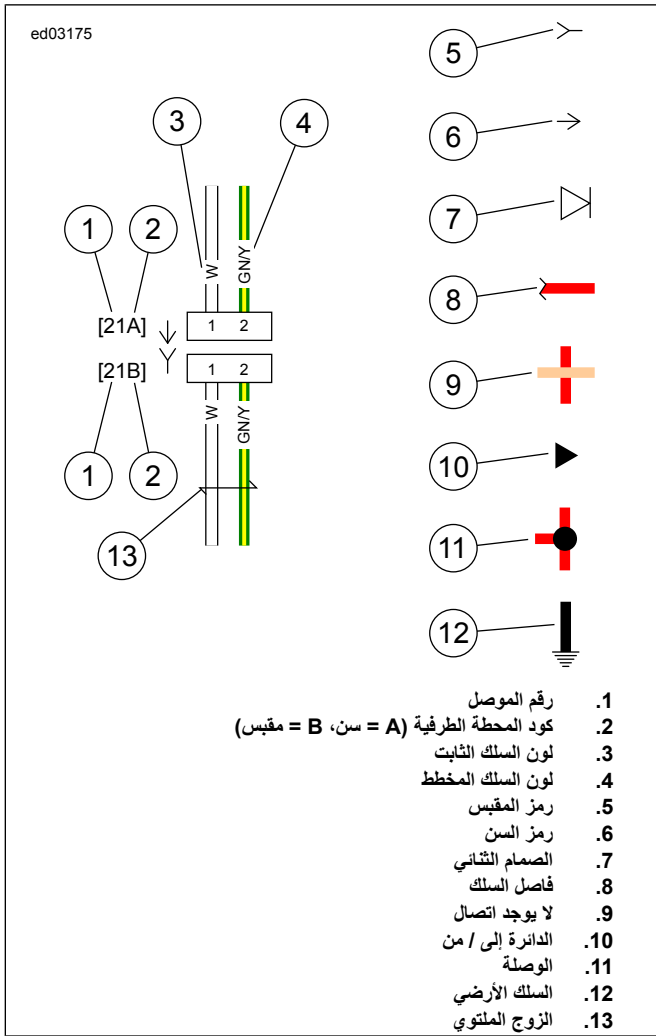 ed03175
5
3
4
6
1
2
7
W
GN/Y
8
[21A]
1 2
[21B]
1 2
9
W
GN/Y
10
1
2
11
13
12
1. رقم الموصل
2. كود المحطة الطرفية (A = سن، B = مقبس)
3. لون السلك الثابت
4. لون السلك المخطط
5. رمز المقبس
6. رمز السن
7. الصمام الثنائي
8. فاصل السلك
9. لا يوجد اتصال
10. الدائرة إلى / من
11. الوصلة
12. السلك الأرضي
13. الزوج الملتوي